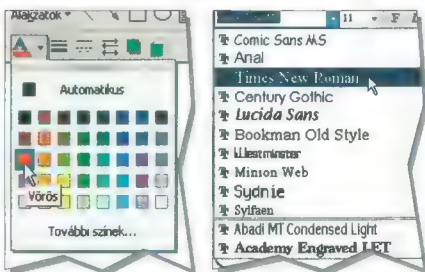 Alakzatok
Automatikus
Vörös
További színek...
11 F
Comic Sans MS
Arial
Times New Roman
Century Gothic
Lucida Sans
Bookman Old Style
Westminster
Minion Web
Sydnie
Sylfaen
Abadi MT Condensed Light
Academy Engraved LET